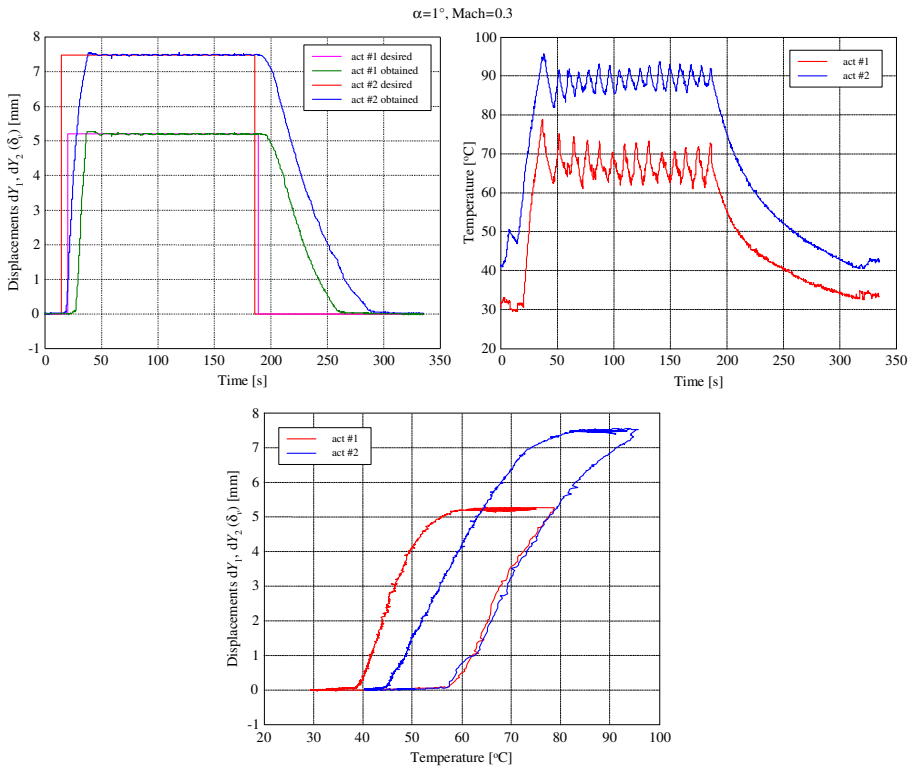 α=1°, Mach=0.3
Displacements dY₁, dY₂ (δᵥ) [mm]
8
7
6
5
4
3
2
1
0
-1
act #1 desired
act #1 obtained
act #2 desired
act #2 obtained
0 50 100 150 200 250 300 350
Time [s]
Temperature [°C]
100
90
80
70
60
50
40
30
20
act #1
act #2
0 50 100 150 200 250 300 350
Time [s]
Displacements dY₁, dY₂ (δᵥ) [mm]
8
7
6
5
4
3
2
1
0
-1
act #1
act #2
20 30 40 50 60 70 80 90 100
Temperature [°C]